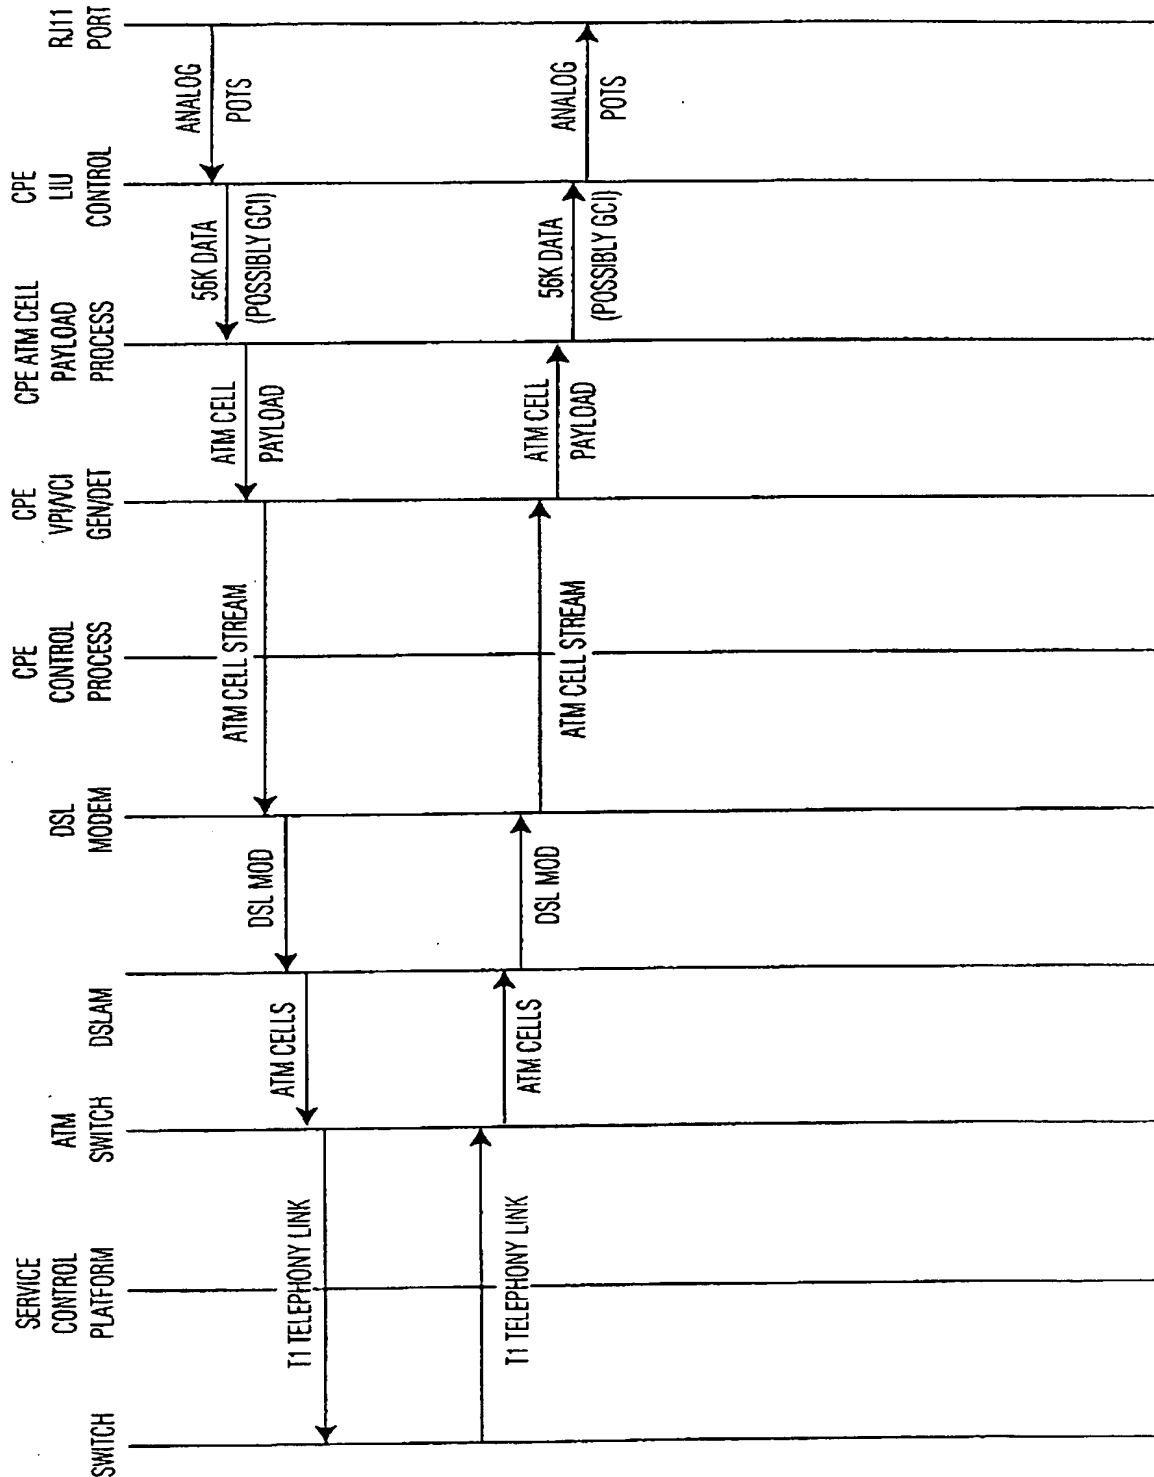 SWITCH
SERVICE
CONTROL
PLATFORM
ATM
SWITCH
DSLAM
DSL
MODEM
CPE
CONTROL
PROCESS
CPE
VPI/VCI
GEN/DET
CPE ATM CELL
PAYLOAD
PROCESS
CPE
LIU
CONTROL
RJ11
PORT
ANALOG
POTS
56K DATA
(POSSIBLY GCI)
ATM CELL
PAYLOAD
ATM CELL STREAM
DSL MOD
ATM CELLS
T1 TELEPHONY LINK
T1 TELEPHONY LINK
ATM CELLS
DSL MOD
ATM CELL STREAM
ATM CELL
PAYLOAD
56K DATA
(POSSIBLY GCI)
ANALOG
POTS